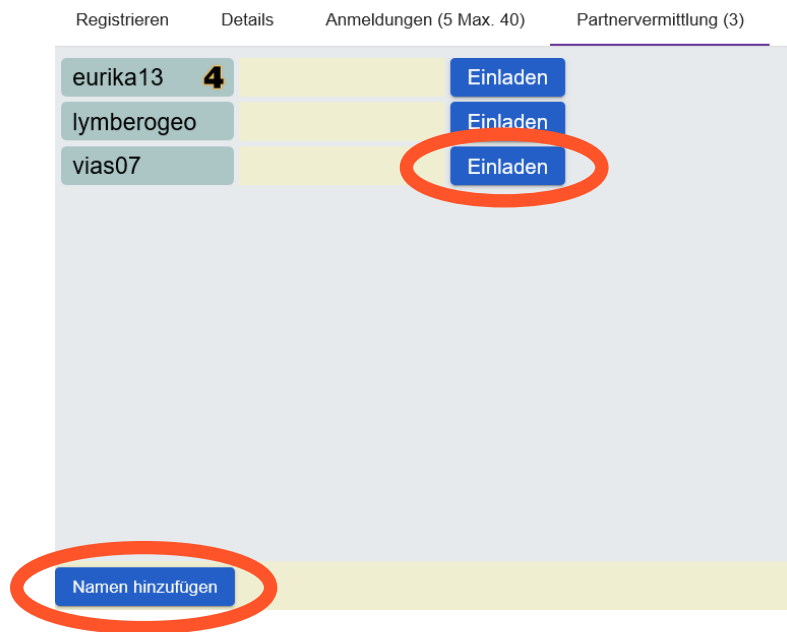 Registrieren Details Anmeldungen (5 Max. 40) Partnervermittlung (3)
eurika13 4 Einladen
lymberogeo Einladen
vias07 Einladen
Namen hinzufügen